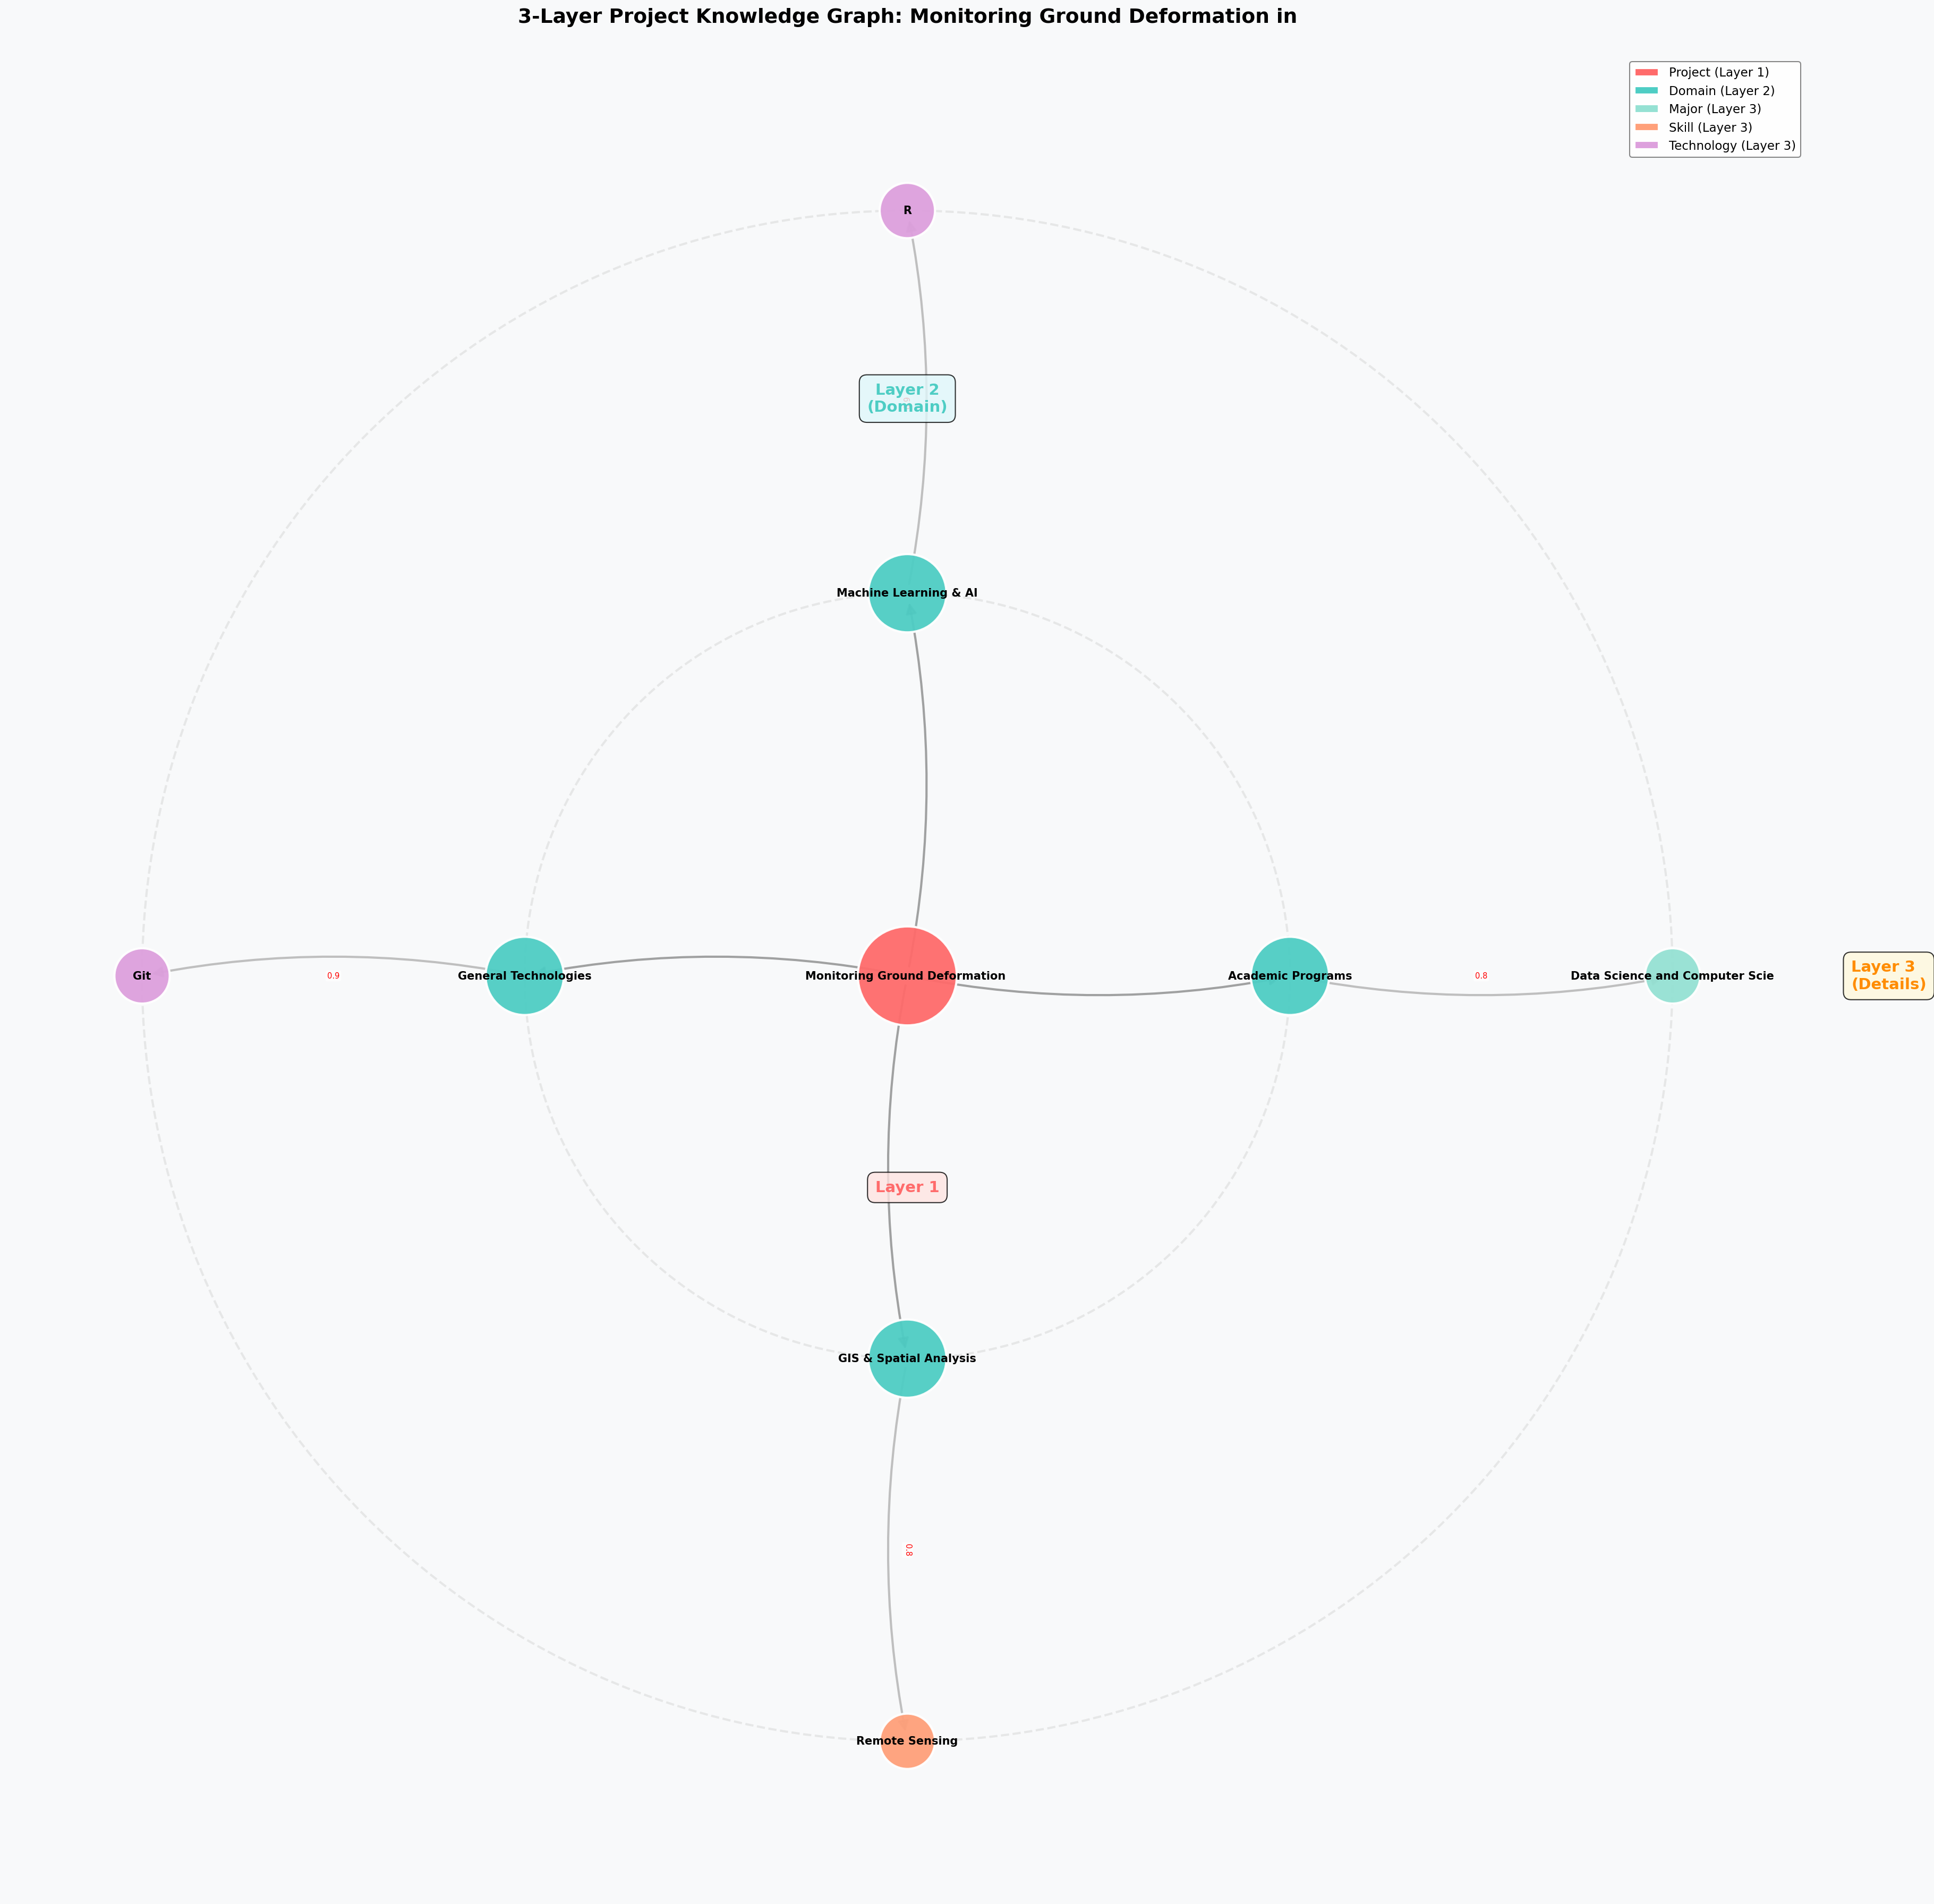 3-Layer Project Knowledge Graph: Monitoring Ground Deformation in
Project (Layer 1)
Domain (Layer 2)
Major (Layer 3)
Skill (Layer 3)
Technology (Layer 3)
R
Layer 2
(Domain)
Machine Learning & AI
Git
0.9
General Technologies
Monitoring Ground Deformation
Academic Programs
0.8
Data Science and Computer Scie
Layer 3
(Details)
Layer 1
GIS & Spatial Analysis
0.8
Remote Sensing